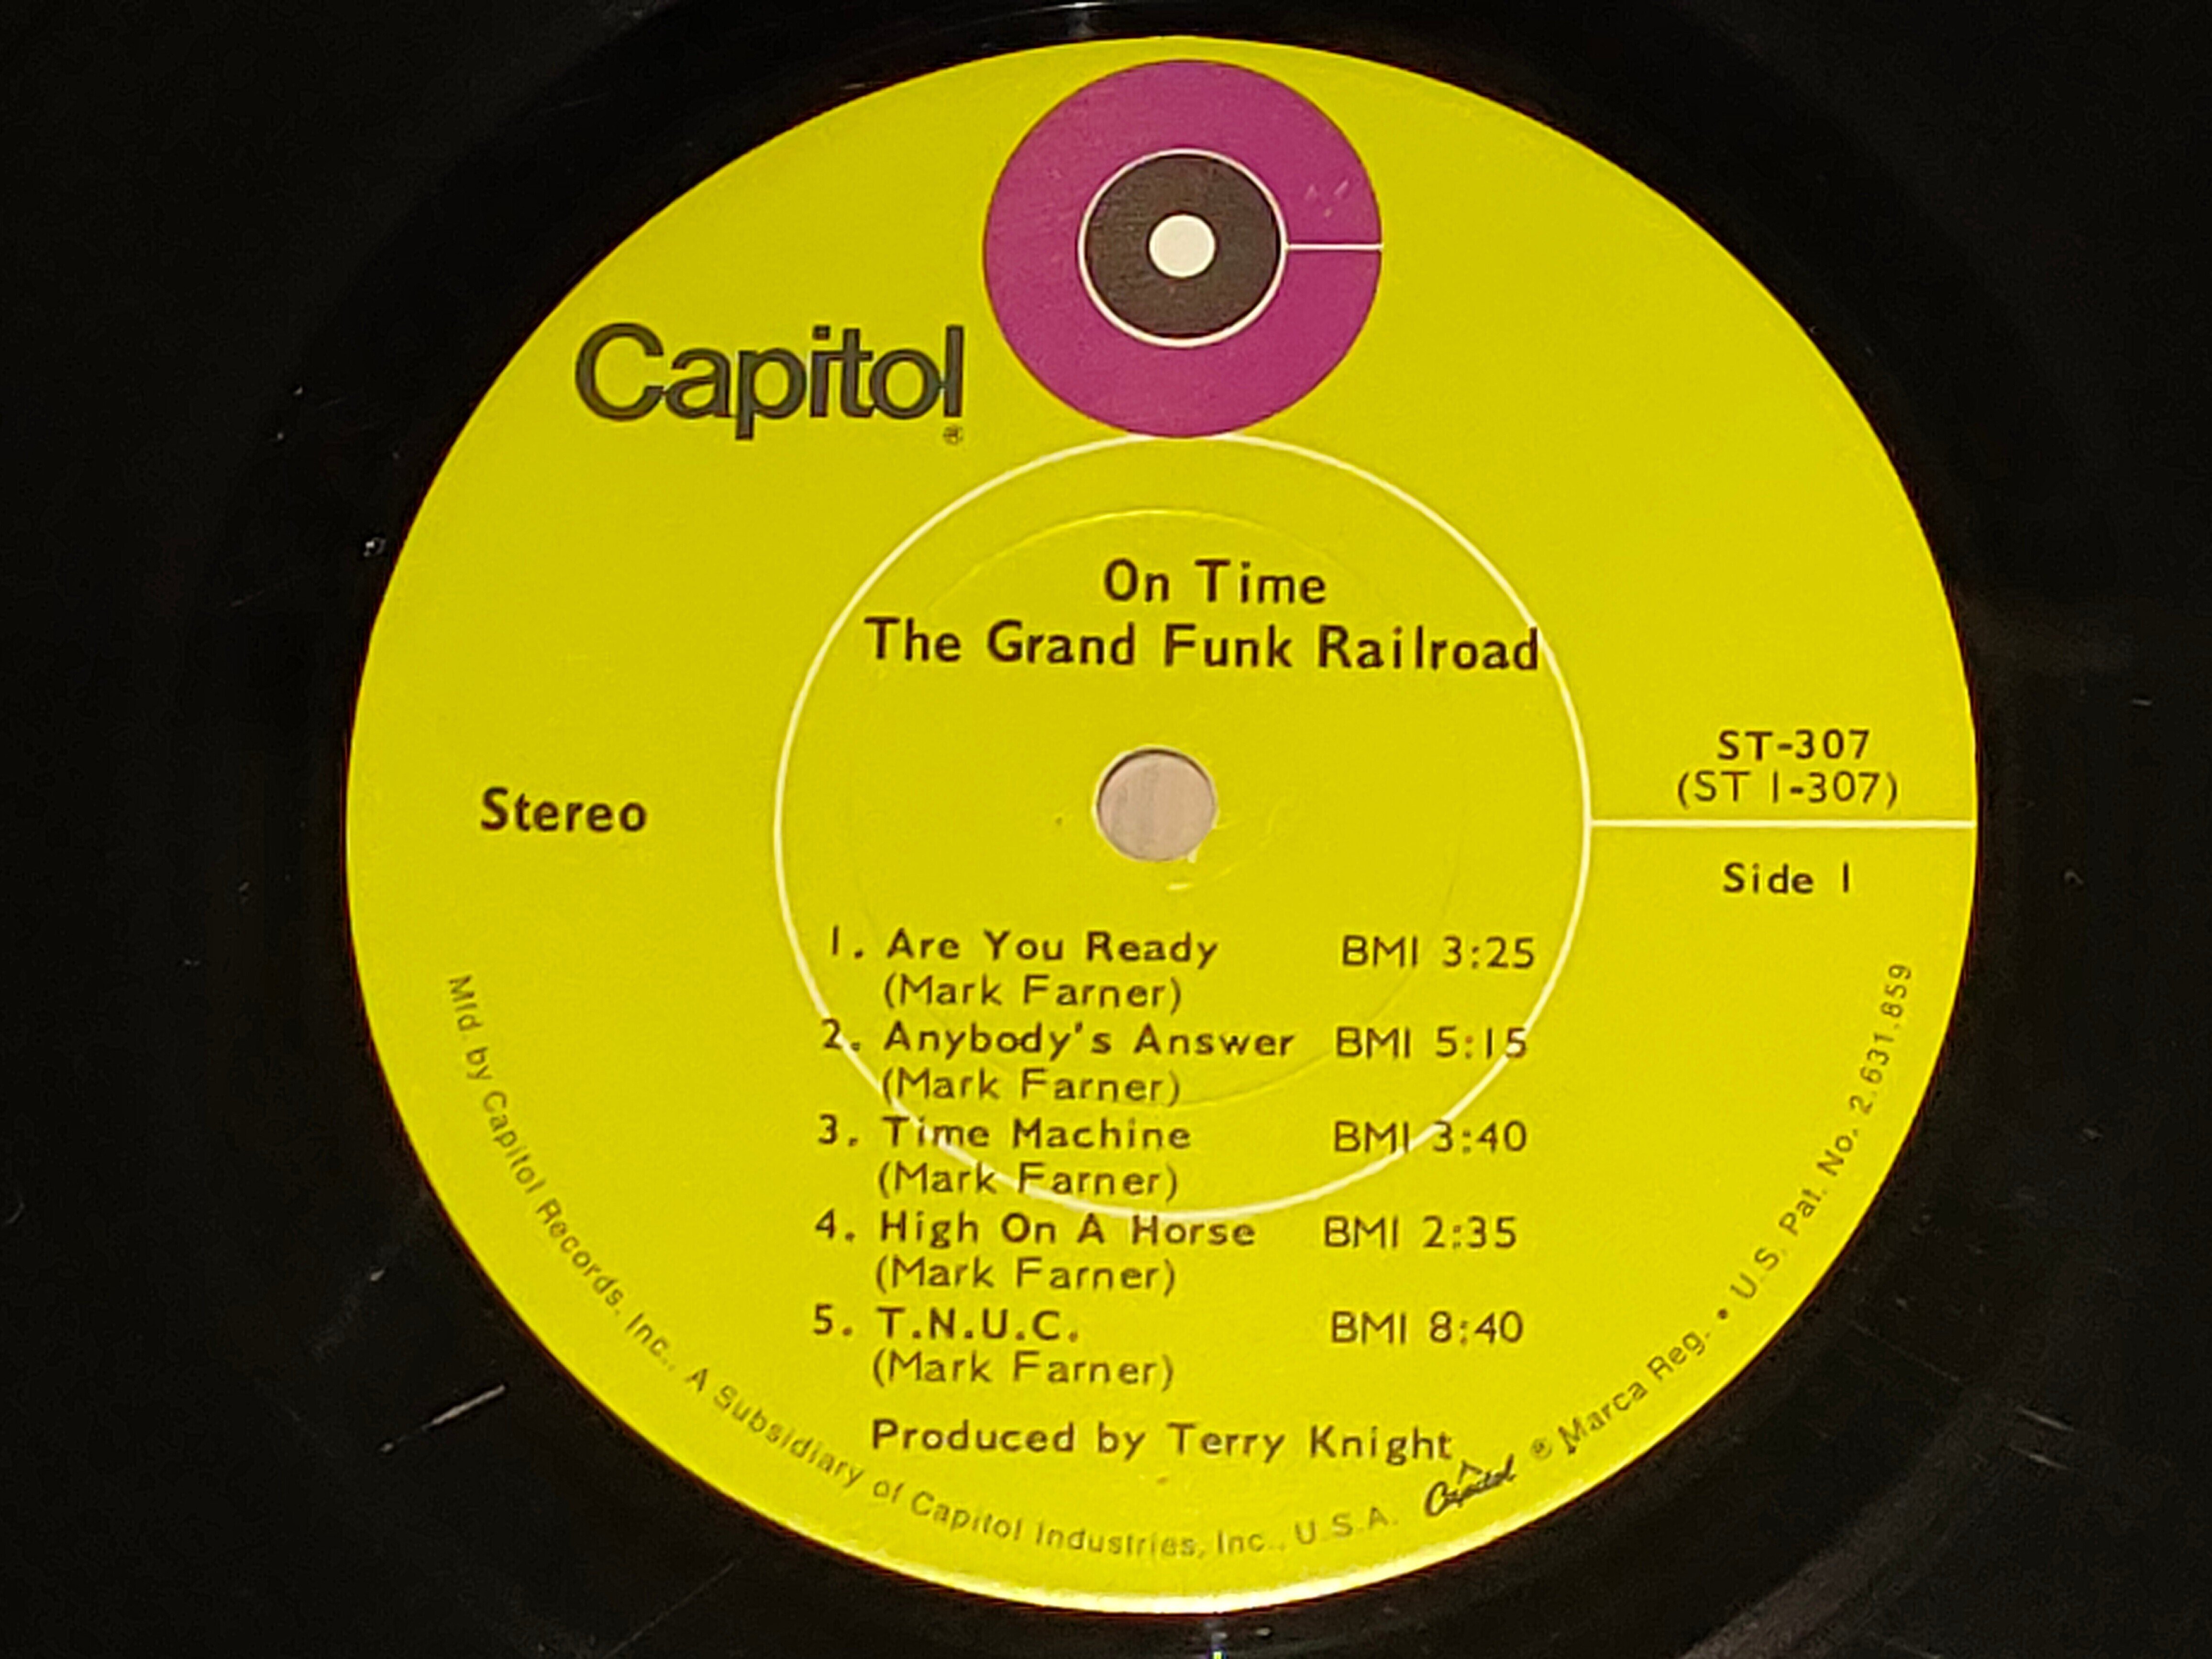 Capitol®
On Time
The Grand Funk Railroad
Stereo
ST-307
(ST 1-307)
Side 1
1. Are You Ready BMI 3:25
(Mark Farner)
2. Anybody's Answer BMI 5:15
(Mark Farner)
3. Time Machine BMI 3:40
(Mark Farner)
4. High On A Horse BMI 2:35
(Mark Farner)
5. T.N.U.C. BMI 8:40
(Mark Farner)
Produced by Terry Knight
Mfd. by Capitol Records, Inc., A Subsidiary of Capitol Industries, Inc., U.S.A. Capitol ® Marca Reg. • U.S. Pat. No. 2,631,859